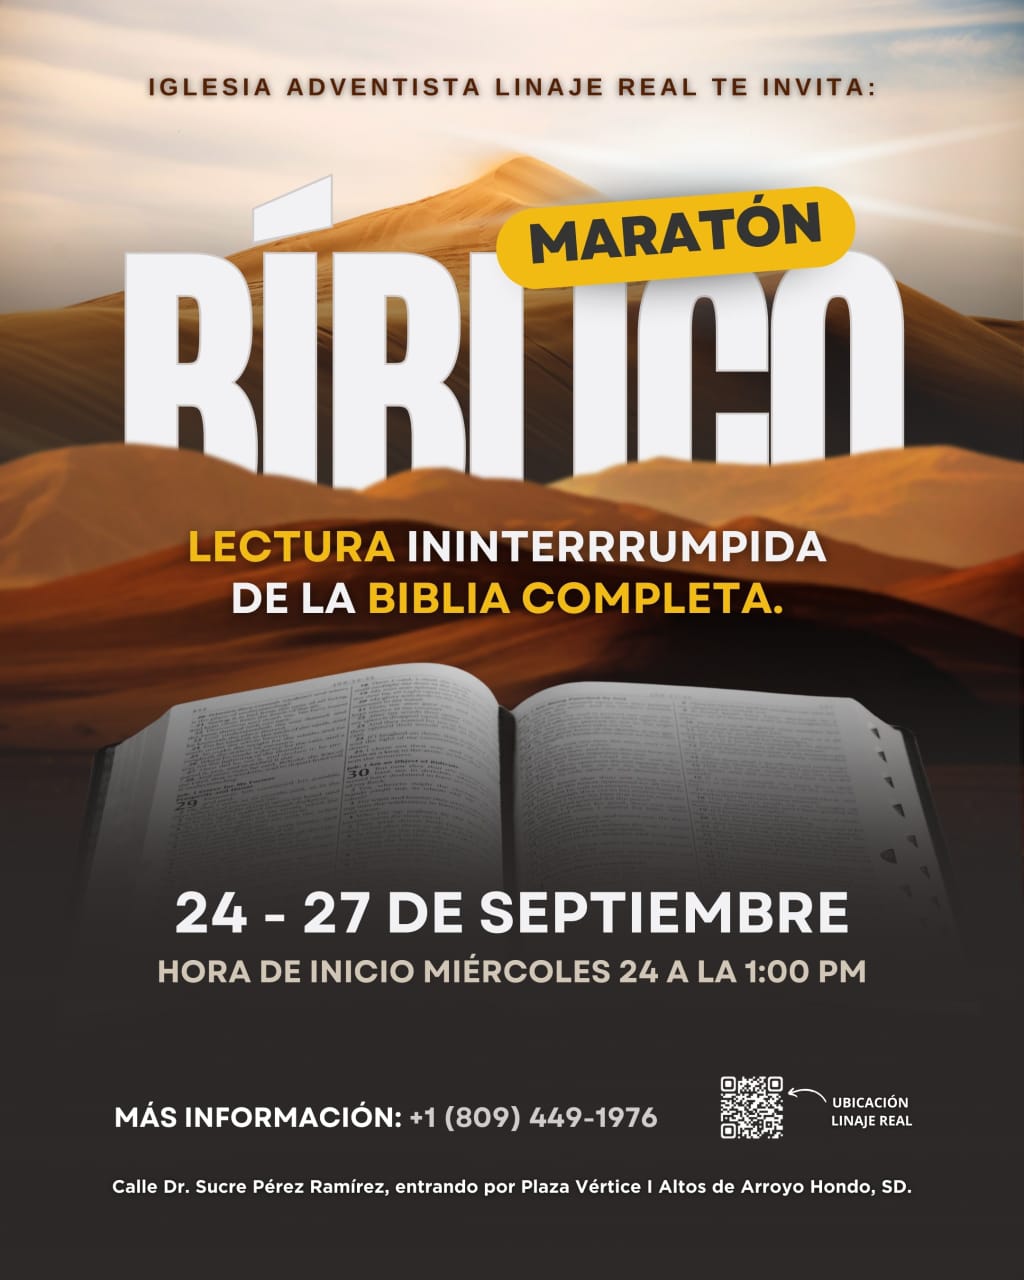 IGLESIA ADVENTISTA LINAJE REAL TE INVITA:
MARATÓN
BÍBLICO
LECTURA ININTERRRUMPIDA
DE LA BIBLIA COMPLETA.
29
30
24 - 27 DE SEPTIEMBRE
HORA DE INICIO MIÉRCOLES 24 A LA 1:00 PM
MÁS INFORMACIÓN: +1 (809) 449-1976
UBICACIÓN
LINAJE REAL
Calle Dr. Sucre Pérez Ramírez, entrando por Plaza Vértice I Altos de Arroyo Hondo, SD.